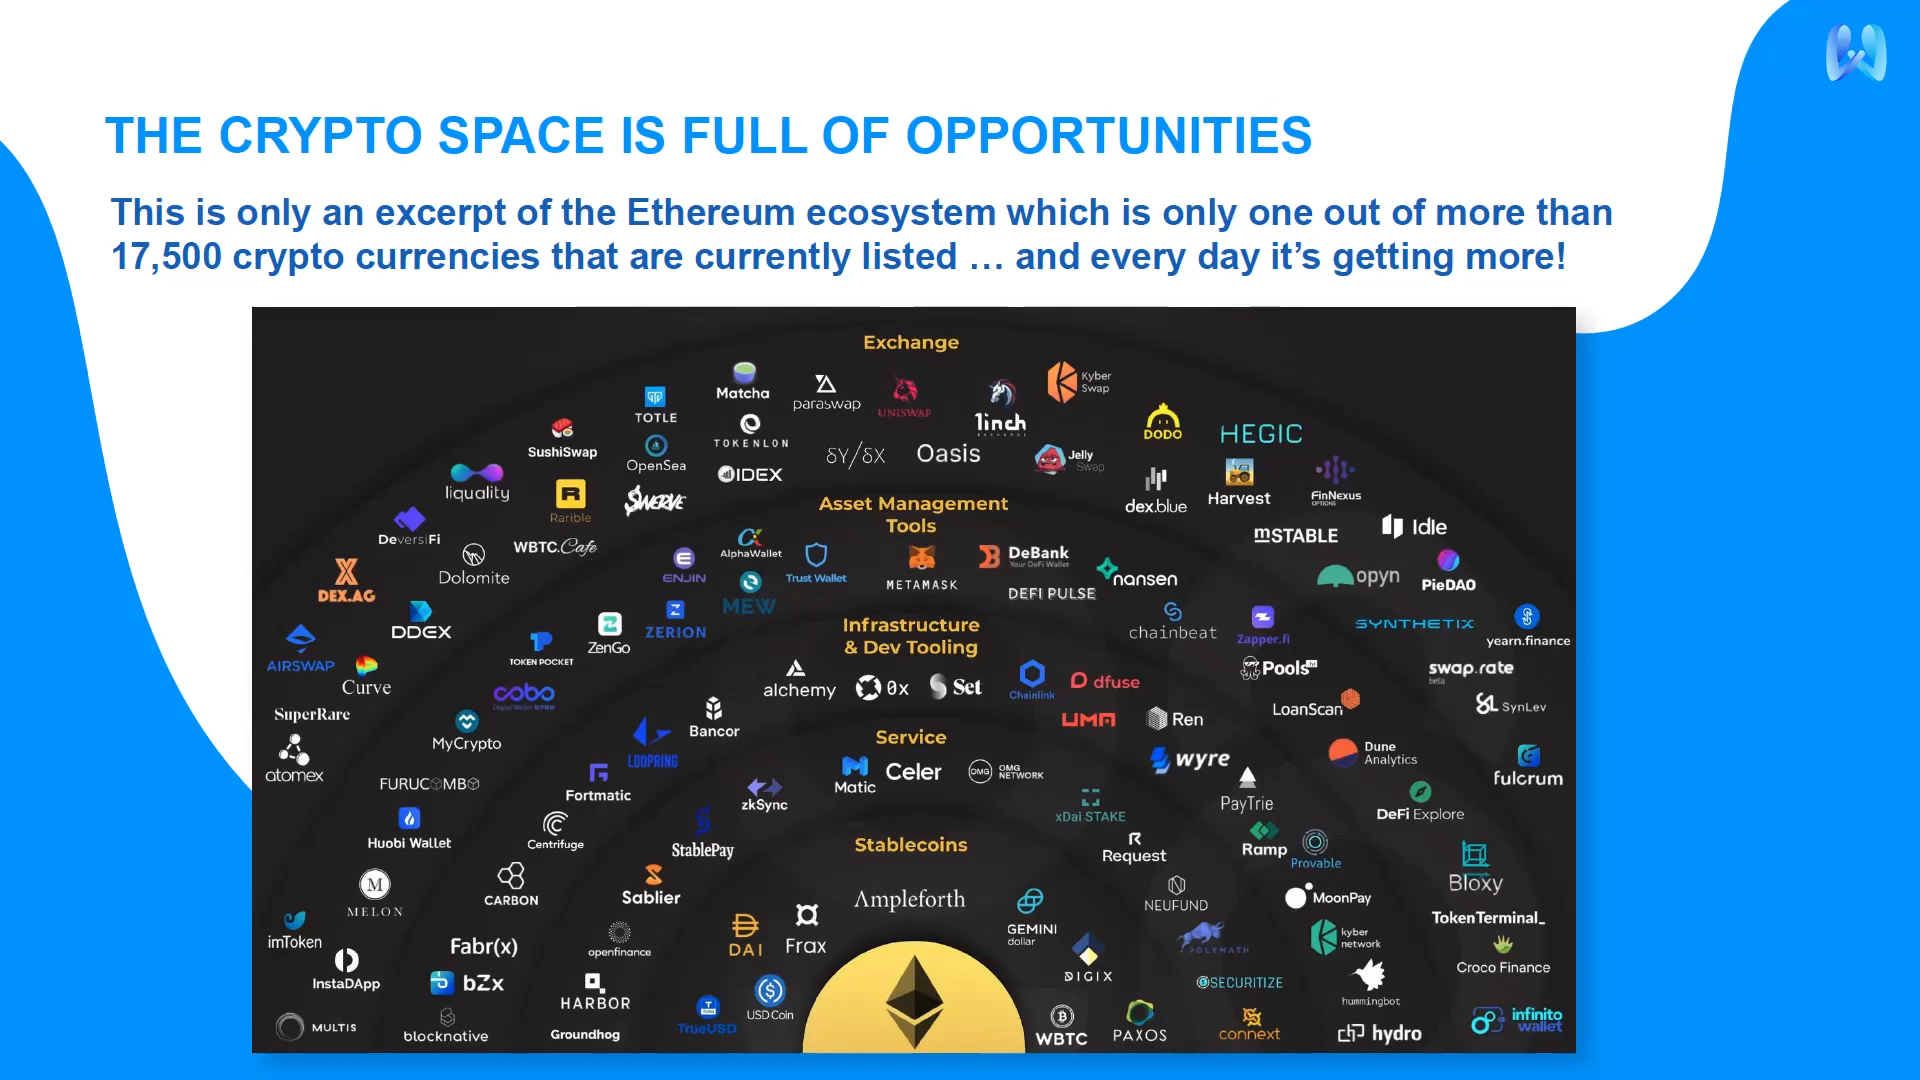 THE CRYPTO SPACE IS FULL OF OPPORTUNITIES
This is only an excerpt of the Ethereum ecosystem which is only one out of more than
17,500 crypto currencies that are currently listed … and every day it’s getting more!
Exchange
Matcha
paraswap
UNISWAP
1inch
EXCHANGE
Kyber
Swap
TOTLE
TOKENLON
SushiSwap
OpenSea
IDEX
δY/δX
Oasis
Jelly
Swap
DODO
HEGIC
liquality
Rarible
SWERVE
dex.blue
Harvest
FinNexus
OPTIONS
Asset Management
Tools
DeversiFi
Dolomite
WBTC.Cafe
mSTABLE
Idle
DEX.AG
ENJIN
AlphaWallet
Trust Wallet
METAMASK
DeBank
Your DeFi Wallet
nansen
opyn
PieDAO
MEW
DEFI PULSE
DDEX
ZenGo
ZERION
Infrastructure
& Dev Tooling
chainbeat
Zapper.fi
SYNTHETIX
yearn.finance
AIRSWAP
Curve
TOKEN POCKET
alchemy
0x
Set
Chainlink
dfuse
Pools
swap.rate
beta
cobo
SuperRare
MyCrypto
LOOPRING
Bancor
UMA
Ren
LoanScan
SynLev
Service
atomex
FURUCOMBO
Fortmatic
zkSync
Matic
Celer
OMG
OMG
NETWORK
wyre
PayTrie
Dune
Analytics
fulcrum
Huobi Wallet
Centrifuge
StablePay
xDai STAKE
Request
Ramp
Provable
DeFi Explore
Bloxy
Stablecoins
M
MELON
CARBON
Sablier
Ampleforth
GEMINI
dollar
NEUFUND
MoonPay
TokenTerminal_
imToken
InstaDApp
Fabr(x)
openfinance
DAI
Frax
DIGIX
POLYMATH
kyber
network
Croco Finance
bZx
HARBOR
TrueUSD
USD Coin
SECURITIZE
hummingbot
MULTIS
blocknative
Groundhog
WBTC
PAXOS
connext
hydro
infinito
wallet